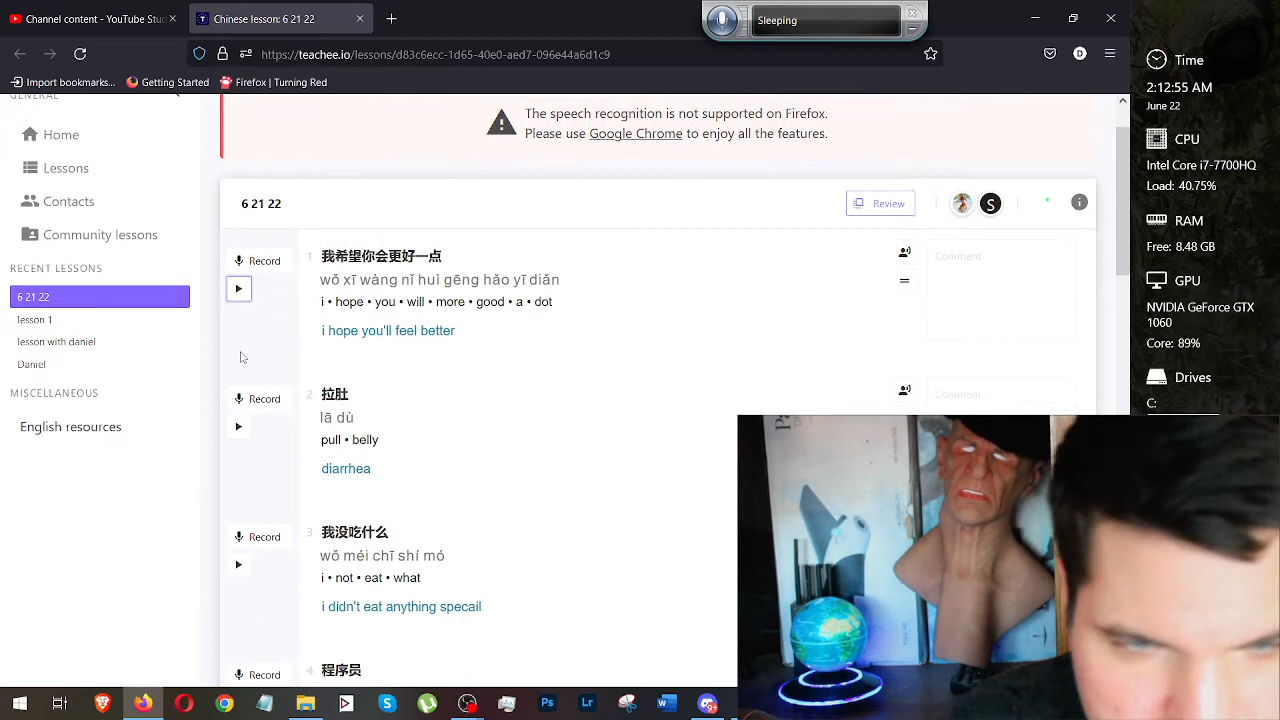 Content - YouTube Stud
Chinese lesson 6 21 22
Sleeping
https://teachee.io/lessons/d83c6ecc-1d65-40e0-aed7-096e44a6d1c9
Import bookmarks...
Getting Started
Firefox | Turning Red
GENERAL
Home
Lessons
Contacts
Community lessons
RECENT LESSONS
6 21 22
lesson 1
lesson with daniel
Daniel
MISCELLANEOUS
English resources
The speech recognition is not supported on Firefox.
Please use Google Chrome to enjoy all the features.
6 21 22
Review
S
Record
1 我希望你会更好一点
wǒ xī wàng nǐ huì gēng hǎo yī diǎn
i • hope • you • will • more • good • a • dot
i hope you'll feel better
Comment
Record
2 拉肚
lā dù
pull • belly
diarrhea
Comment
Record
3 我没吃什么
wǒ méi chī shí mó
i • not • eat • what
i didn't eat anything specail
Record
4 程序员
Time
2:12:55 AM
June 22
CPU
Intel Core i7-7700HQ
Load: 40.75%
RAM
Free: 8.48 GB
GPU
NVIDIA GeForce GTX
1060
Core: 89%
Drives
C: